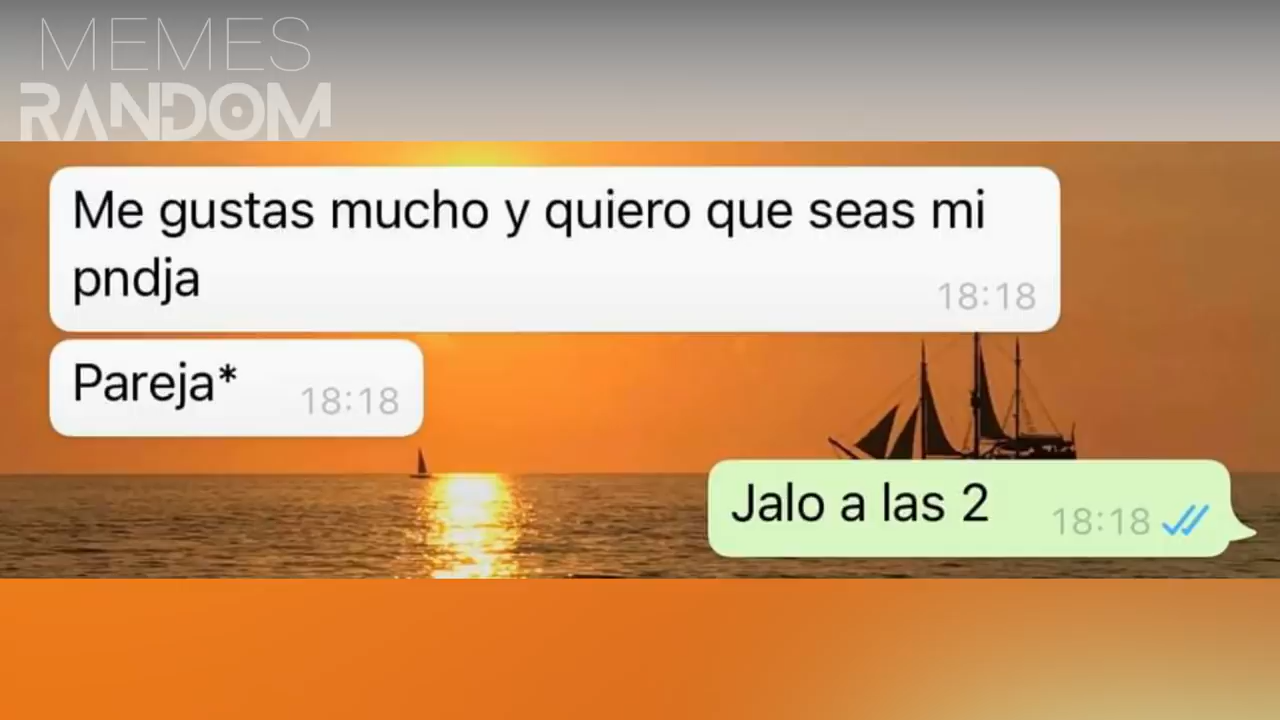 MEMES
RANDOM
Me gustas mucho y quiero que seas mi
pndja
18:18
Pareja*
18:18
Jalo a las 2
18:18